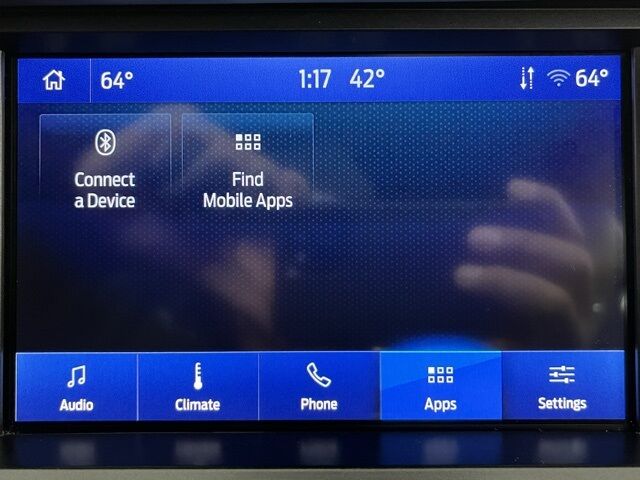 64° 1:17 42° 64°
Connect Find
a Device Mobile Apps
Audio Climate Phone Apps Settings